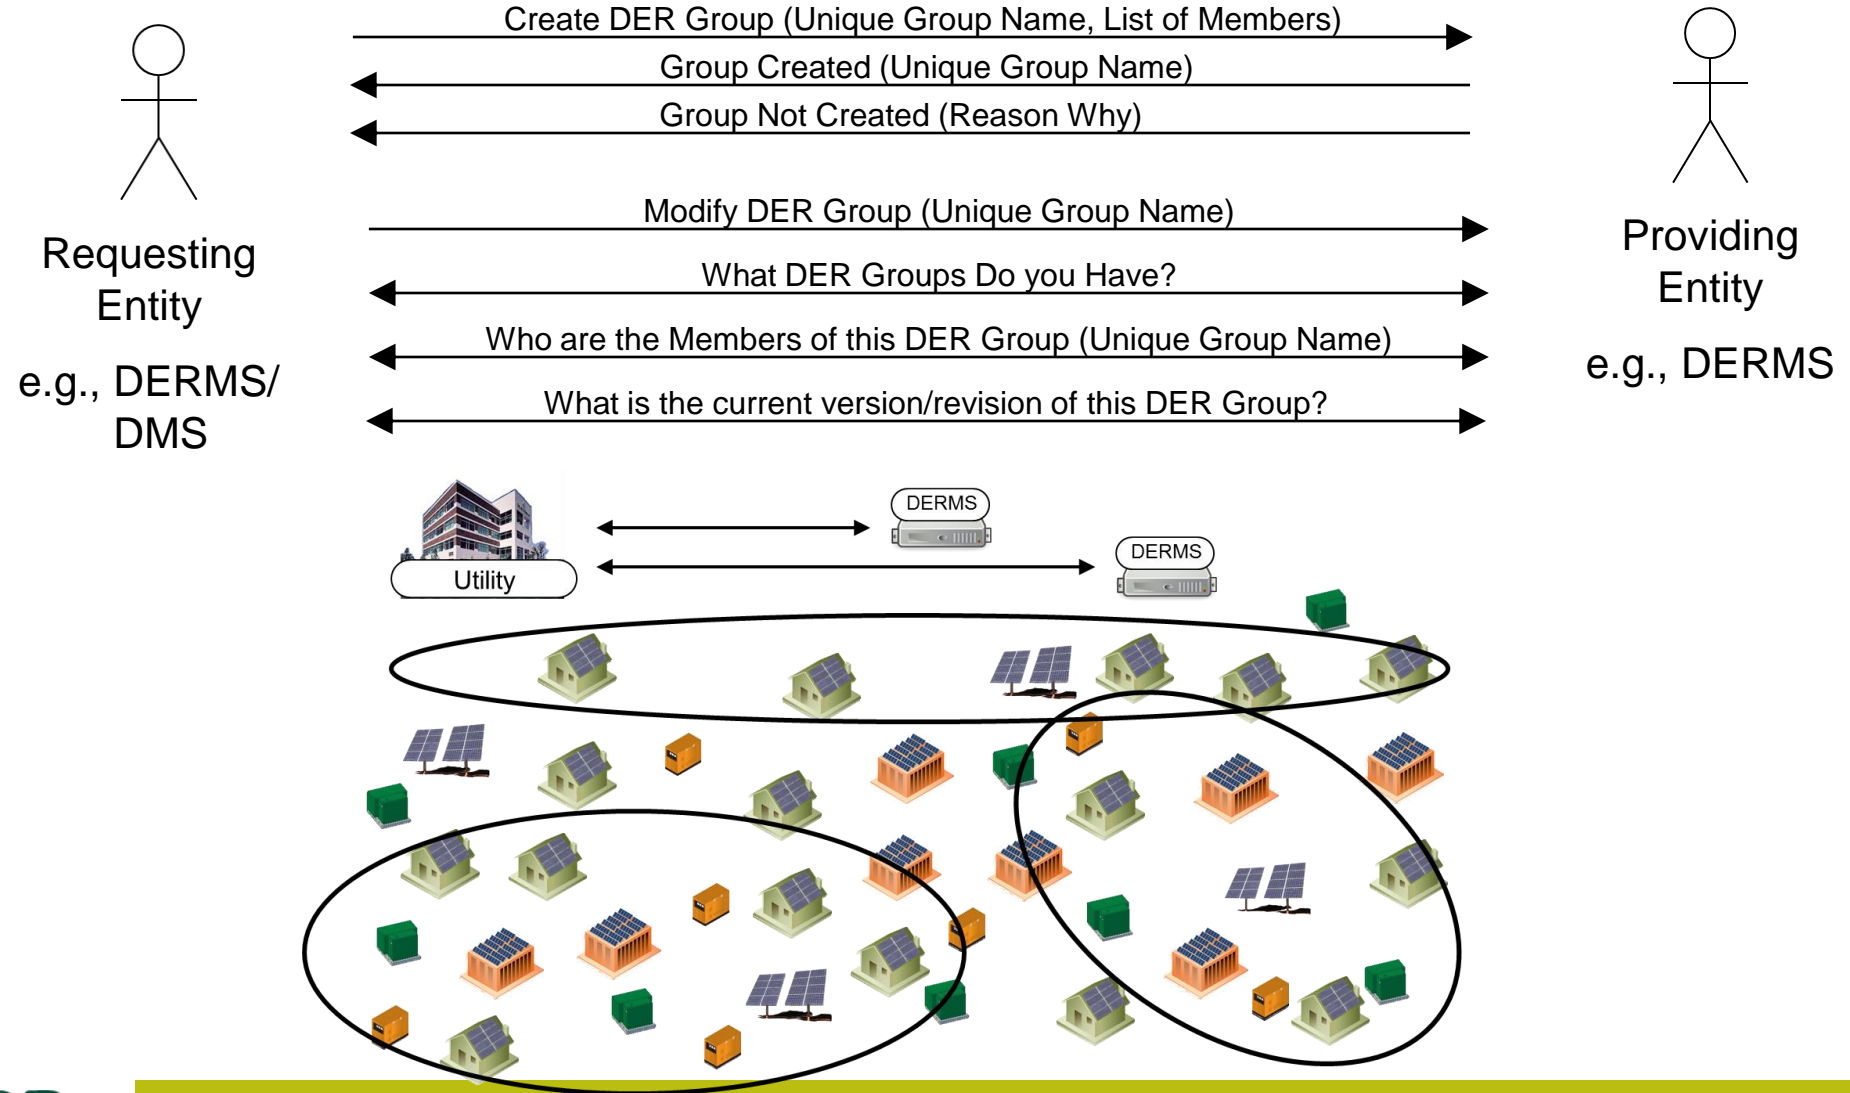 Create DER Group (Unique Group Name, List of Members)
Group Created (Unique Group Name)
Group Not Created (Reason Why)
Modify DER Group (Unique Group Name)
What DER Groups Do you Have?
Who are the Members of this DER Group (Unique Group Name)
What is the current version/revision of this DER Group?
Requesting
Entity
e.g., DERMS/
DMS
Providing
Entity
e.g., DERMS
DERMS
DERMS
Utility